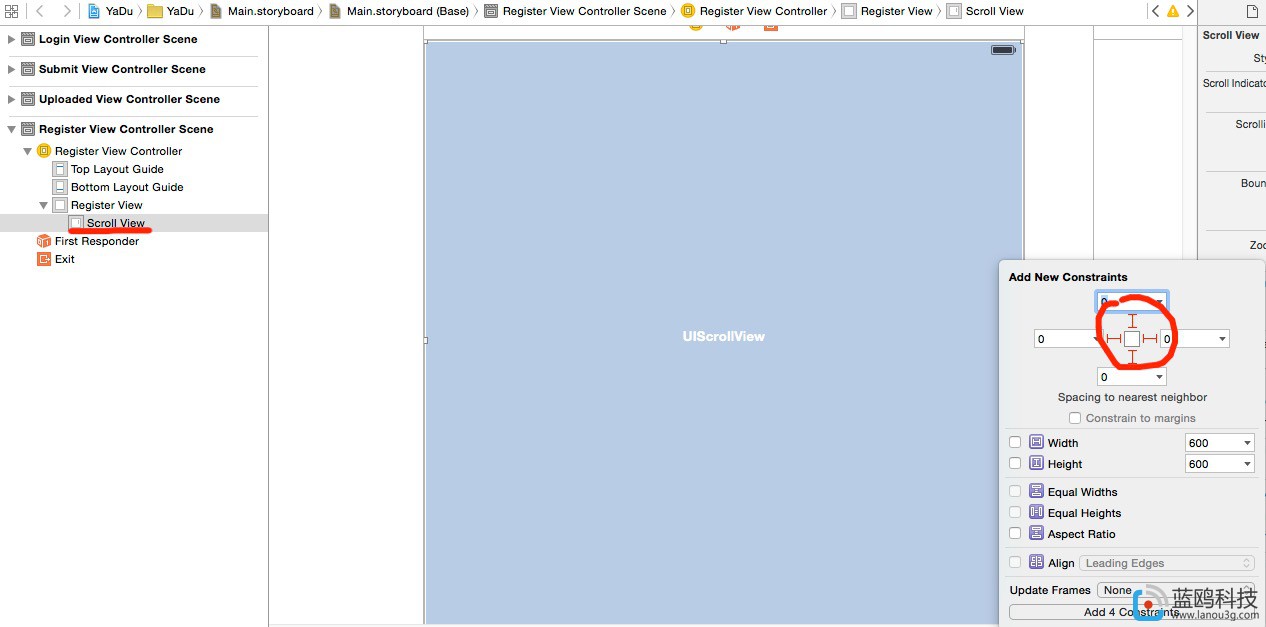 YaDu
YaDu
Main.storyboard
Main.storyboard (Base)
Register View Controller Scene
Register View Controller
Register View
Scroll View
Login View Controller Scene
Submit View Controller Scene
Uploaded View Controller Scene
Register View Controller Scene
Register View Controller
Top Layout Guide
Bottom Layout Guide
Register View
Scroll View
First Responder
Exit
UIScrollView
Scroll View
Sty
Scroll Indicato
Scrolli
Boun
Zoo
Add New Constraints
0
0
0
0
Spacing to nearest neighbor
Constrain to margins
Width
600
Height
600
Equal Widths
Equal Heights
Aspect Ratio
Align
Leading Edges
Update Frames
None
Add 4 Constraints
蓝鸥科技
www.lanou3g.com